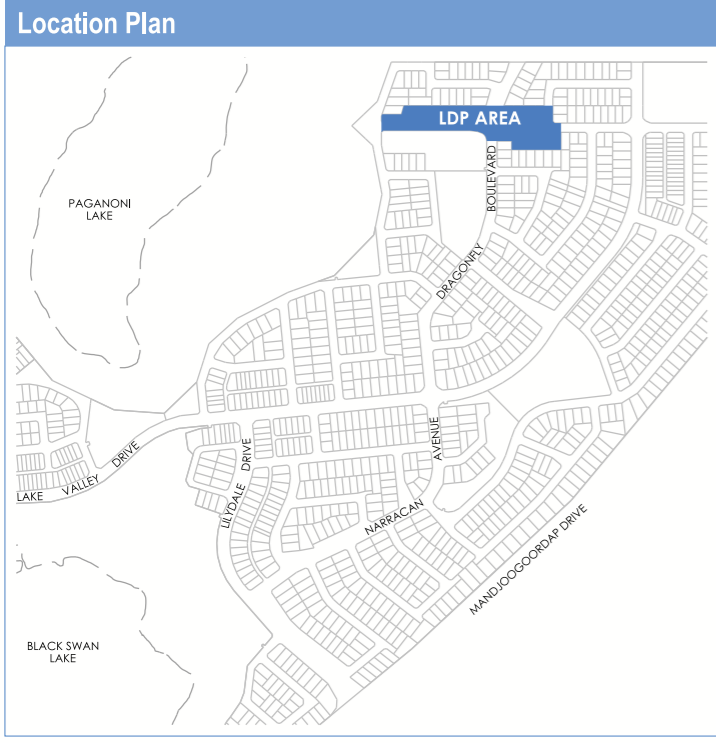 Location Plan
LDP AREA
PAGANONI
LAKE
DRAGONFLY BOULEVARD
LAKE VALLEY DRIVE
LILYDALE DRIVE
NARRACAN AVENUE
MANDJOOGOORDAP DRIVE
BLACK SWAN
LAKE